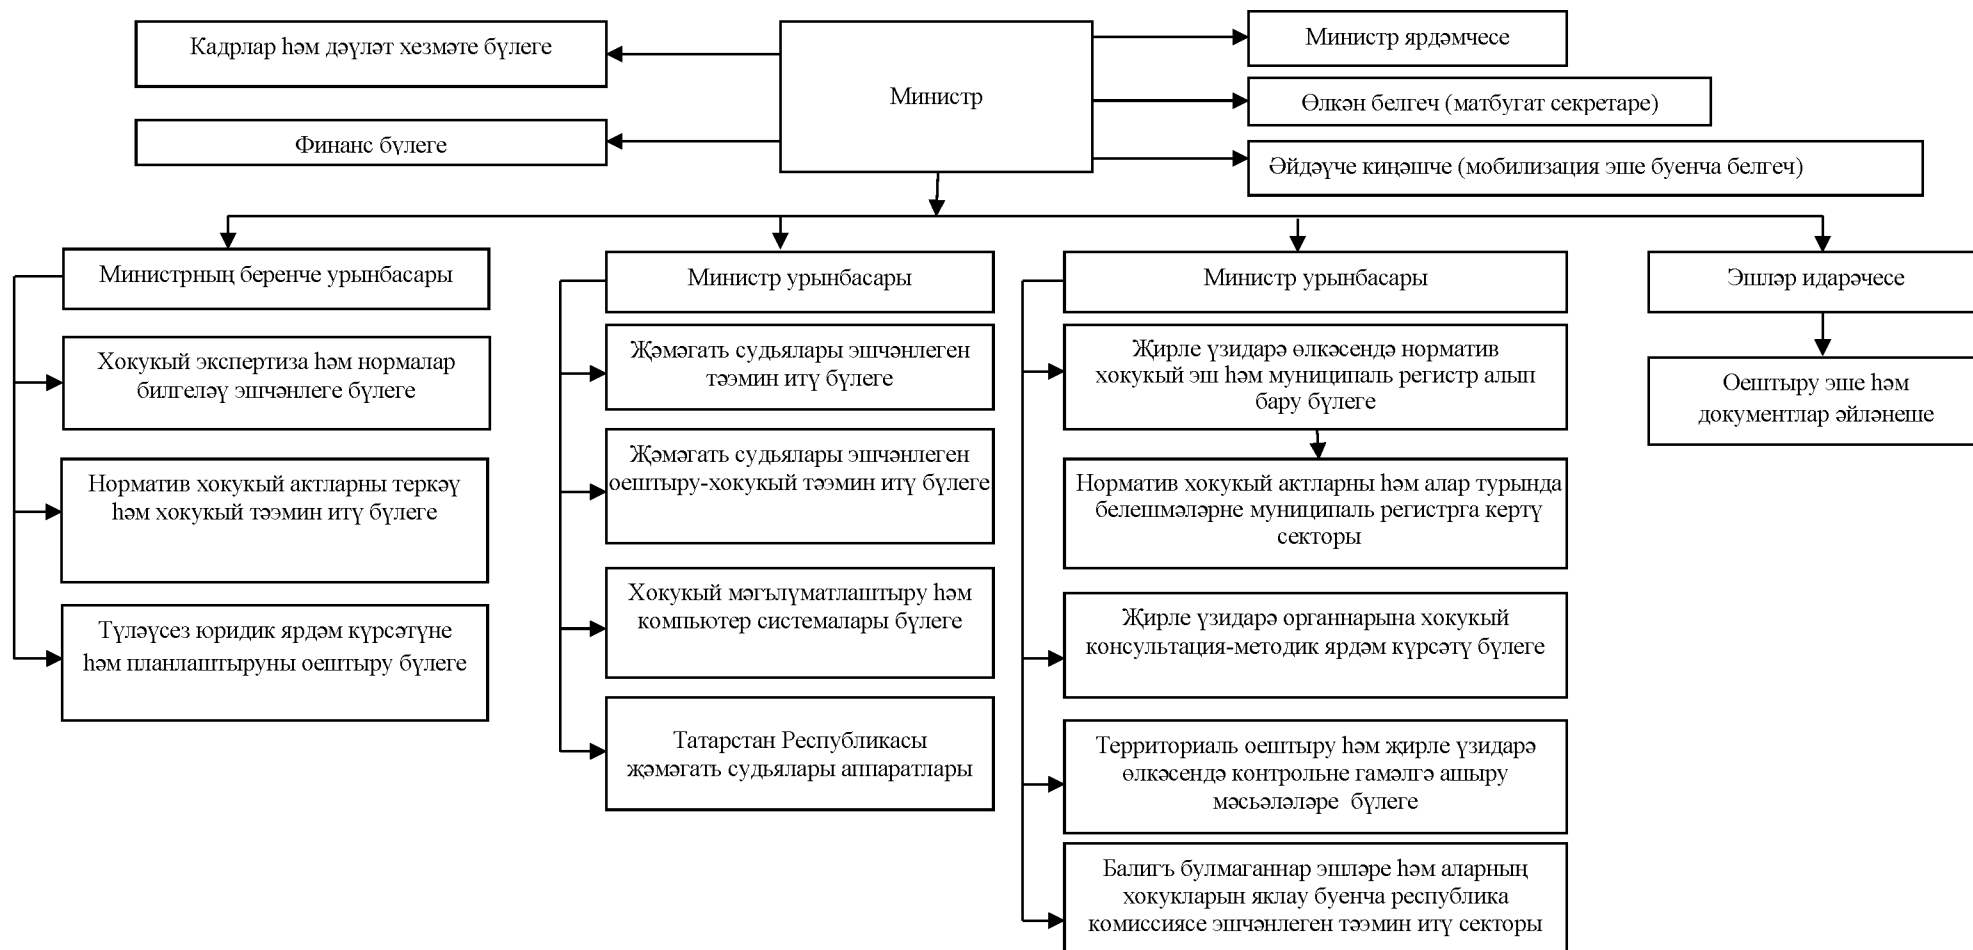 Кадрлар һәм дәүләт хезмәте бүлеге
Финанс бүлеге
Министр
Министр ярдәмчесе
Өлкән белгеч (матбугат секретаре)
Әйдәүче киңәшче (мобилизация эше буенча белгеч)
Министрның беренче урынбасары
Хокукый экспертиза һәм нормалар
билгеләү эшчәнлеге бүлеге
Норматив хокукый актларны теркәү
һәм хокукый тәэмин итү бүлеге
Түләүсез юридик ярдәм күрсәтүне
һәм планлаштыруны оештыру бүлеге
Министр урынбасары
Җәмәгать судьялары эшчәнлеген
тәэмин итү бүлеге
Җәмәгать судьялары эшчәнлеген
оештыру-хокукый тәэмин итү бүлеге
Хокукый мәгълүматлаштыру һәм
компьютер системалары бүлеге
Татарстан Республикасы
җәмәгать судьялары аппаратлары
Министр урынбасары
Җирле үзидарә өлкәсендә норматив
хокукый эш һәм муниципаль регистр алып
бару бүлеге
Норматив хокукый актларны һәм алар турында
белешмәләрне муниципаль регистрга кертү
секторы
Җирле үзидарә органнарына хокукый
консультация-методик ярдәм күрсәтү бүлеге
Территориаль оештыру һәм җирле үзидарә
өлкәсендә контрольне гамәлгә ашыру
мәсьәләләре бүлеге
Балигъ булмаганнар эшләре һәм аларның
хокукларын яклау буенча республика
комиссиясе эшчәнлеген тәэмин итү секторы
Эшләр идарәчесе
Оештыру эше һәм
документлар әйләнеше